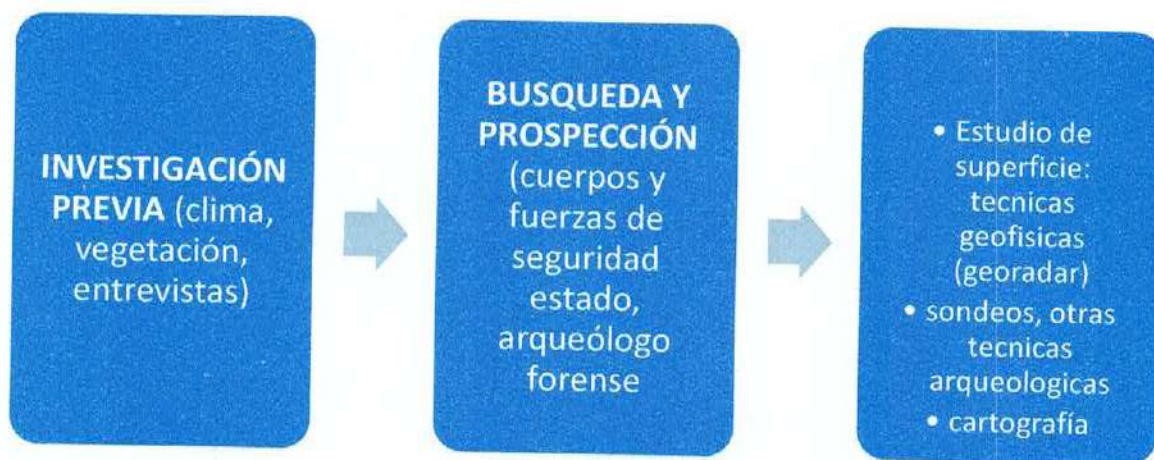 INVESTIGACIÓN
PREVIA (clima,
vegetación,
entrevistas)
BUSQUEDA Y
PROSPECCIÓN
(cuerpos y
fuerzas de
seguridad
estado,
arqueólogo
forense
• Estudio de
superficie:
tecnicas
geofisicas
(georadar)
• sondeos, otras
tecnicas
arqueologicas
• cartografía